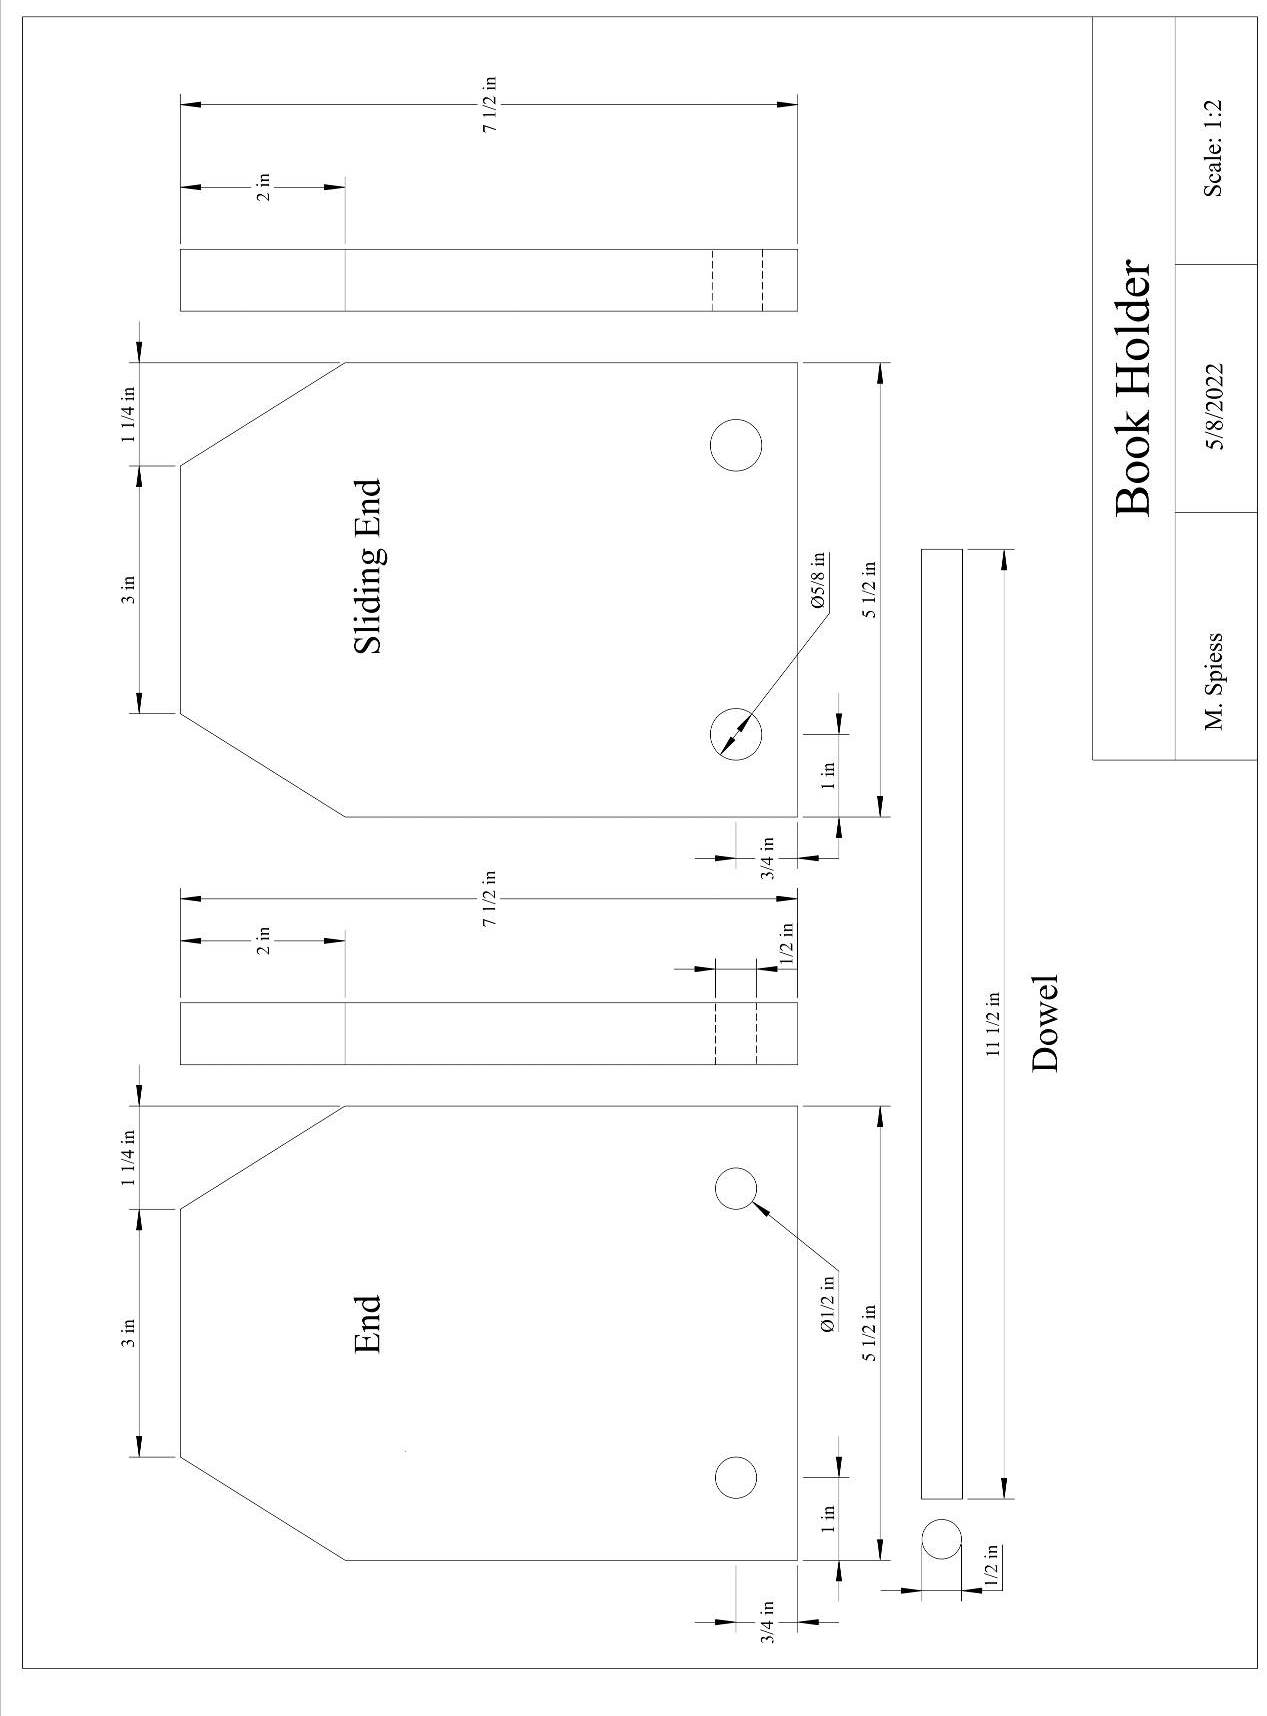 3 in
1 1/4 in
2 in
7 1/2 in
End
3/4 in
1 in
Ø1/2 in
5 1/2 in
1/2 in
3 in
1 1/4 in
2 in
7 1/2 in
Sliding End
3/4 in
1 in
Ø5/8 in
5 1/2 in
1/2 in
11 1/2 in
Dowel
Book Holder
M. Spiess
5/8/2022
Scale: 1:2